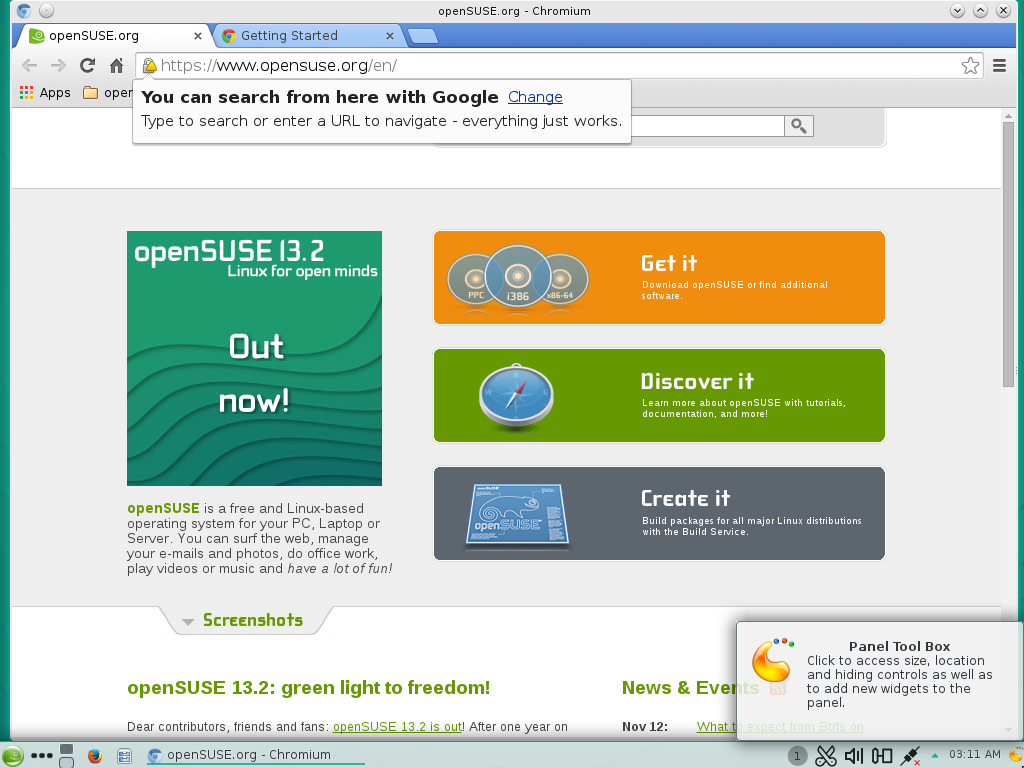 openSUSE.org - Chromium
openSUSE.org
Getting Started
https://www.opensuse.org/en/
Apps
oper
You can search from here with Google Change
Type to search or enter a URL to navigate - everything just works.
openSUSE 13.2
Linux for open minds
Out
now!
PPC
i386
x86-64
Get it
Download openSUSE or find additional
software.
Discover it
Learn more about openSUSE with tutorials,
documentation, and more!
openSUSE
Create it
Build packages for all major Linux distributions
with the Build Service.
openSUSE is a free and Linux-based
operating system for your PC, Laptop or
Server. You can surf the web, manage
your e-mails and photos, do office work,
play videos or music and have a lot of fun!
Screenshots
openSUSE 13.2: green light to freedom!
Dear contributors, friends and fans: openSUSE 13.2 is out! After one year on
News & Events
Nov 12: What to expect from Btrfs on
Panel Tool Box
Click to access size, location
and hiding controls as well as
to add new widgets to the
panel.
openSUSE.org - Chromium
1
03:11 AM